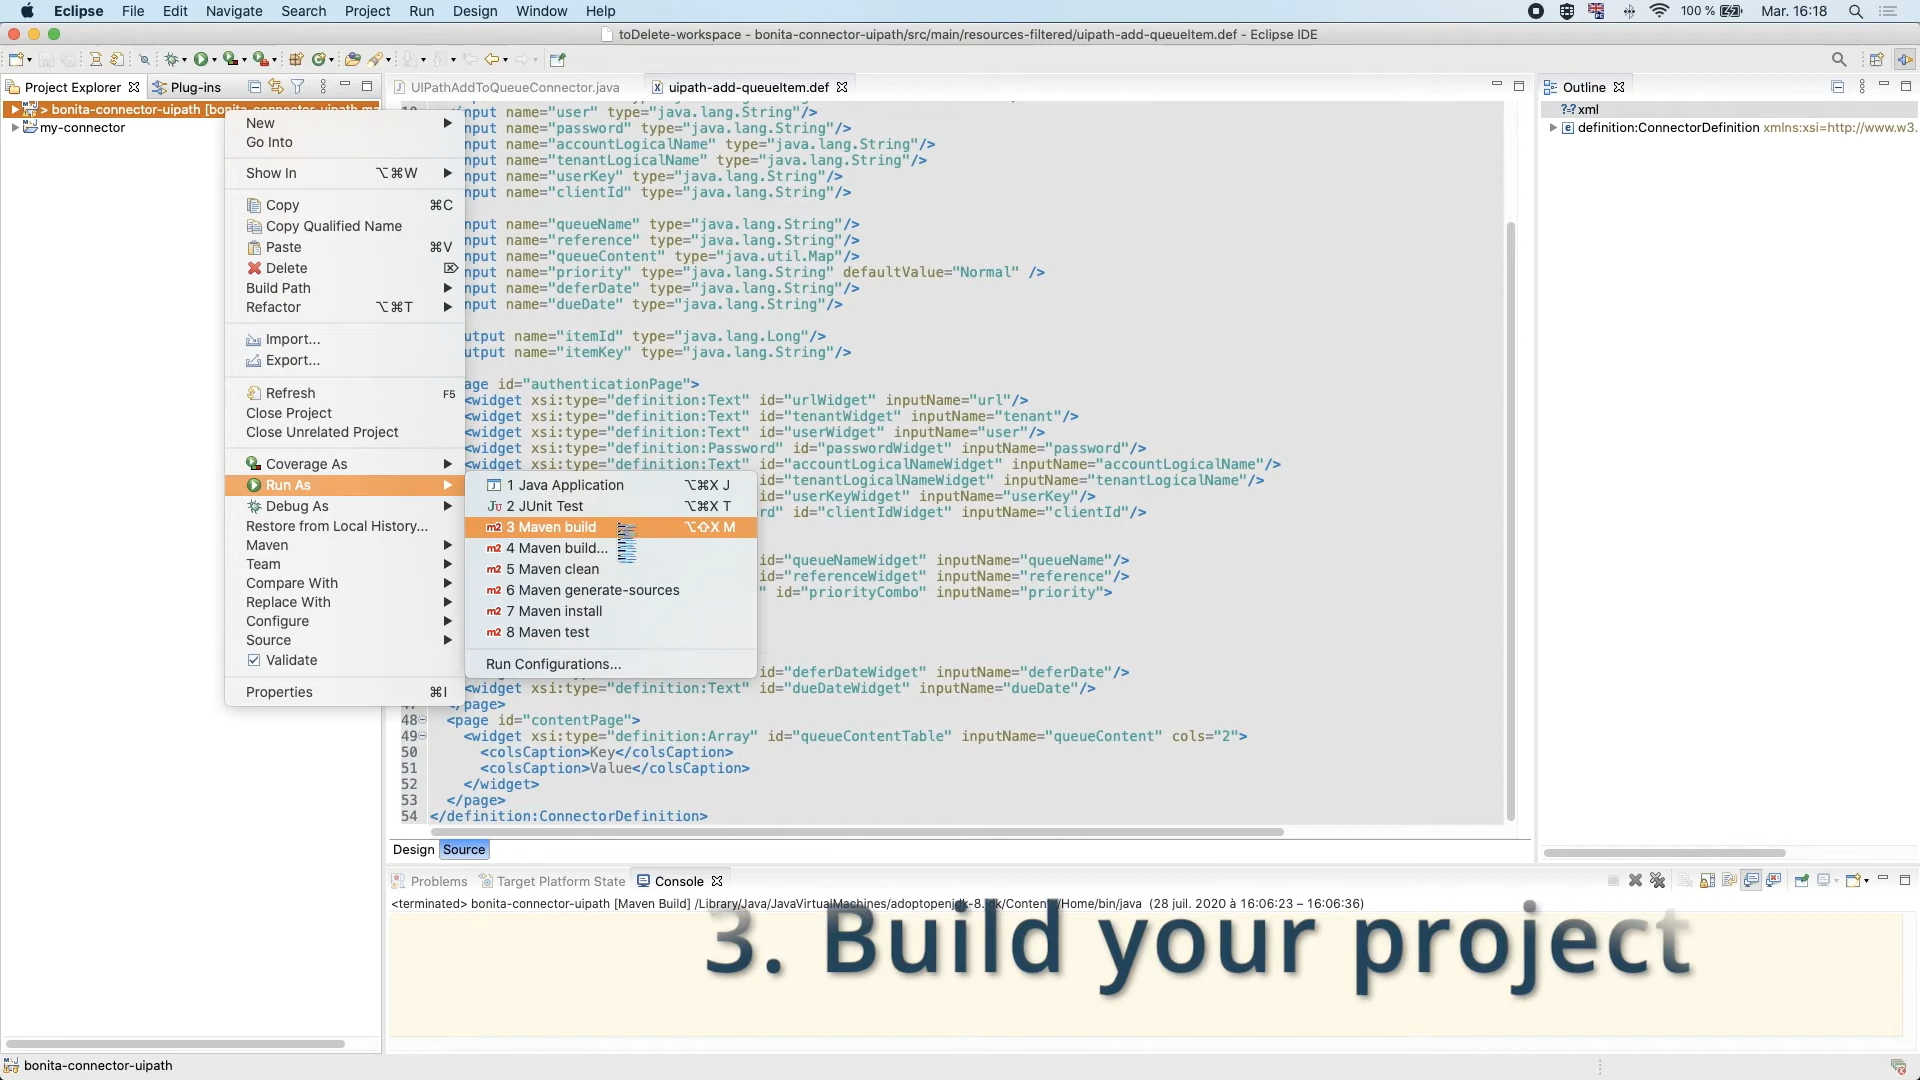 Eclipse File Edit Navigate Search Project Run Design Window Help 100 % Mar. 16:18
toDelete-workspace - bonita-connector-uipath/src/main/resources-filtered/uipath-add-queueItem.def - Eclipse IDE
Project Explorer Plug-ins
UIPathAddToQueueConnector.java uipath-add-queueItem.def
Outline
> bonita-connector-uipath [bonita-connector-uipath ma
my-connector
?-? xml
definition:ConnectorDefinition xmlns:xsi=http://www.w3.
New
Go Into
Show In ⌥⌘W
Copy ⌘C
Copy Qualified Name
Paste ⌘V
Delete ⌦
Build Path
Refactor ⌥⌘T
Import...
Export...
Refresh F5
Close Project
Close Unrelated Project
Coverage As
Run As
Debug As
Restore from Local History...
Maven
Team
Compare With
Replace With
Configure
Source
Validate
Properties ⌘I
1 Java Application ⌥⌘X J
2 JUnit Test ⌥⌘X T
m2 3 Maven build ⌥⇧X M
m2 4 Maven build...
m2 5 Maven clean
m2 6 Maven generate-sources
m2 7 Maven install
m2 8 Maven test
Run Configurations...
nput name="user" type="java.lang.String"/>
nput name="password" type="java.lang.String"/>
nput name="accountLogicalName" type="java.lang.String"/>
nput name="tenantLogicalName" type="java.lang.String"/>
nput name="userKey" type="java.lang.String"/>
nput name="clientId" type="java.lang.String"/>
nput name="queueName" type="java.lang.String"/>
nput name="reference" type="java.lang.String"/>
nput name="queueContent" type="java.util.Map"/>
nput name="priority" type="java.lang.String" defaultValue="Normal" />
nput name="deferDate" type="java.lang.String"/>
nput name="dueDate" type="java.lang.String"/>
utput name="itemId" type="java.lang.Long"/>
utput name="itemKey" type="java.lang.String"/>
age id="authenticationPage">
<widget xsi:type="definition:Text" id="urlWidget" inputName="url"/>
<widget xsi:type="definition:Text" id="tenantWidget" inputName="tenant"/>
<widget xsi:type="definition:Text" id="userWidget" inputName="user"/>
<widget xsi:type="definition:Password" id="passwordWidget" inputName="password"/>
<widget xsi:type="definition:Text" id="accountLogicalNameWidget" inputName="accountLogicalName"/>
id="tenantLogicalNameWidget" inputName="tenantLogicalName"/>
id="userKeyWidget" inputName="userKey"/>
rd" id="clientIdWidget" inputName="clientId"/>
id="queueNameWidget" inputName="queueName"/>
id="referenceWidget" inputName="reference"/>
" id="priorityCombo" inputName="priority">
id="deferDateWidget" inputName="deferDate"/>
<widget xsi:type="definition:Text" id="dueDateWidget" inputName="dueDate"/>
47 </page>
48 <page id="contentPage">
49 <widget xsi:type="definition:Array" id="queueContentTable" inputName="queueContent" cols="2">
50 <colsCaption>Key</colsCaption>
51 <colsCaption>Value</colsCaption>
52 </widget>
53 </page>
54 </definition:ConnectorDefinition>
Design Source
Problems Target Platform State Console
<terminated> bonita-connector-uipath [Maven Build] /Library/Java/JavaVirtualMachines/adoptopenjdk-8.jdk/Contents/Home/bin/java (28 juil. 2020 à 16:06:23 – 16:06:36)
3. Build your project
bonita-connector-uipath